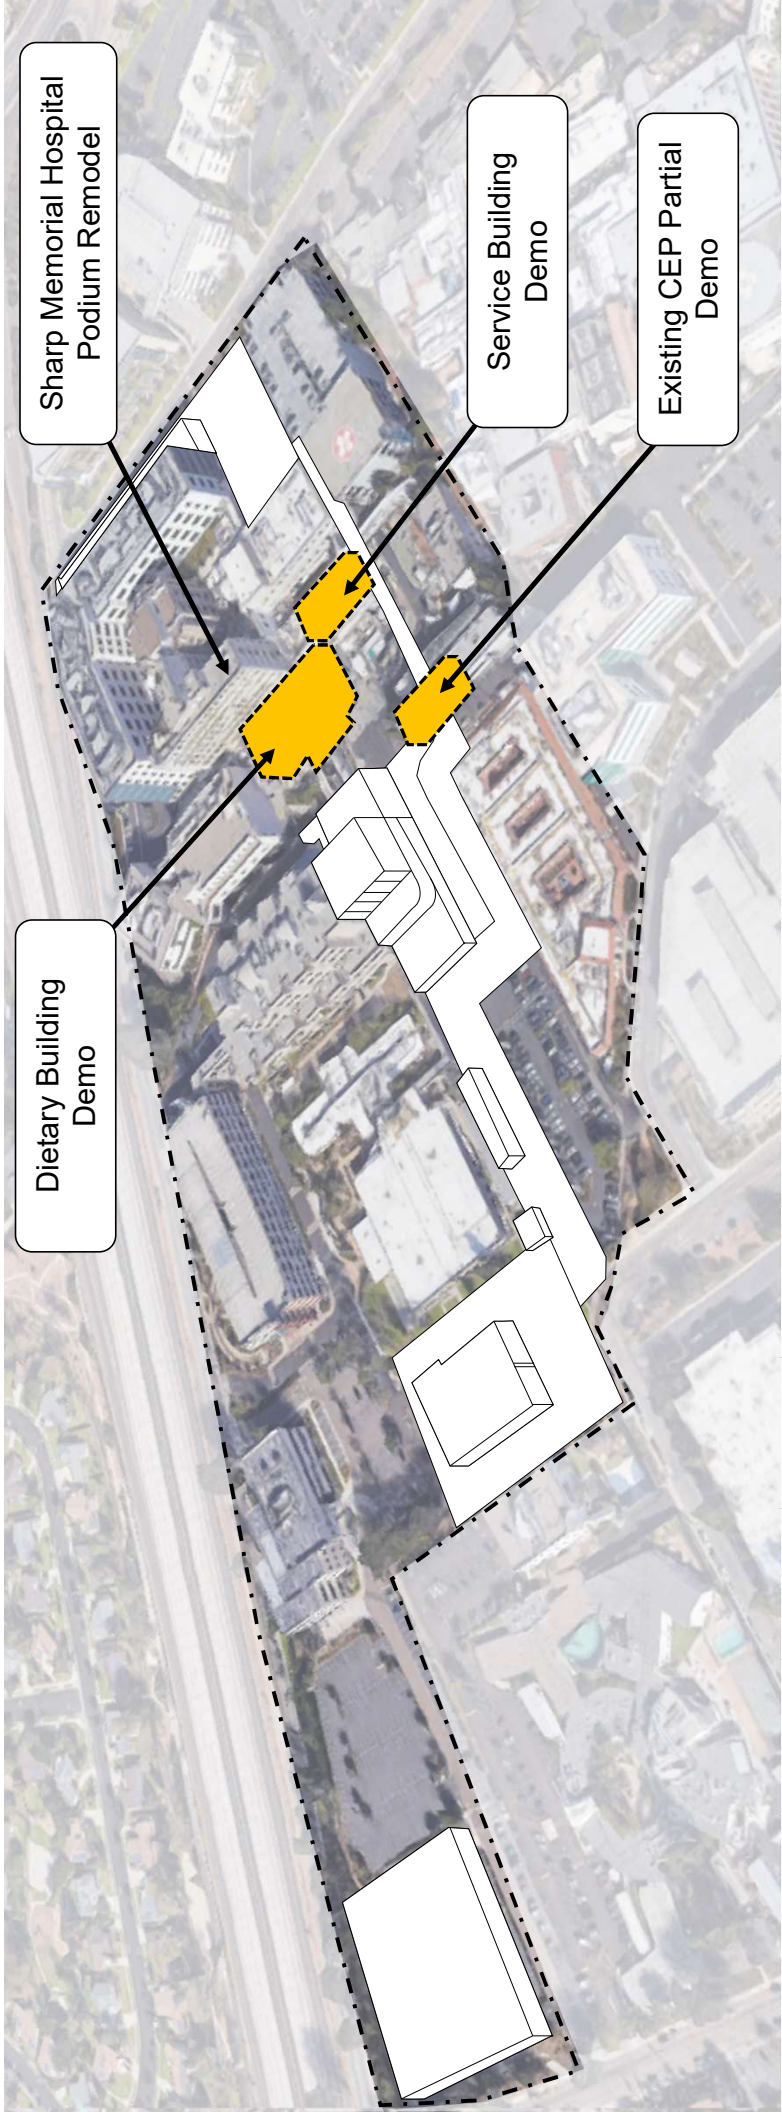 Dietary Building
Demo
Sharp Memorial Hospital
Podium Remodel
Service Building
Demo
Existing CEP Partial
Demo